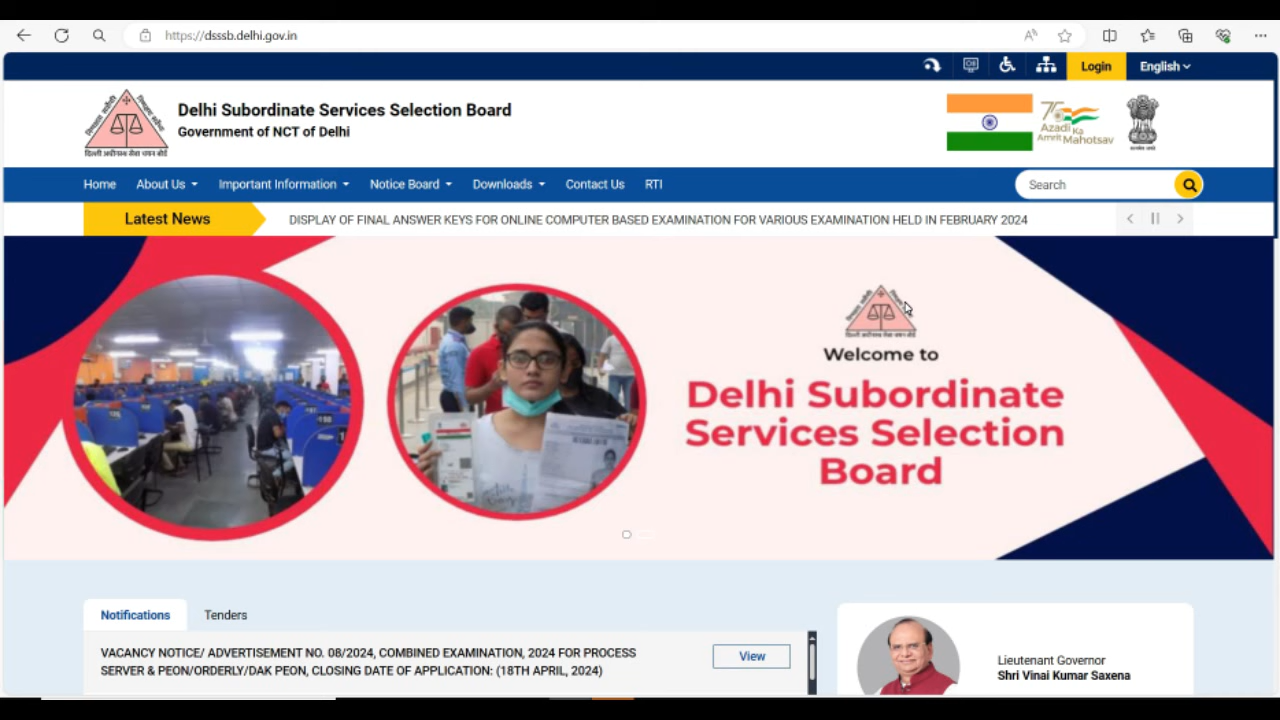 https://dsssb.delhi.gov.in
Login
English
Delhi Subordinate Services Selection Board
Government of NCT of Delhi
75
Azadi Ka
Amrit Mahotsav
Home About Us Important Information Notice Board Downloads Contact Us RTI
Search
Latest News
DISPLAY OF FINAL ANSWER KEYS FOR ONLINE COMPUTER BASED EXAMINATION FOR VARIOUS EXAMINATION HELD IN FEBRUARY 2024
Welcome to
Delhi Subordinate
Services Selection
Board
Notifications Tenders
VACANCY NOTICE/ ADVERTISEMENT NO. 08/2024, COMBINED EXAMINATION, 2024 FOR PROCESS
SERVER & PEON/ORDERLY/DAK PEON, CLOSING DATE OF APPLICATION: (18TH APRIL, 2024)
View
Lieutenant Governor
Shri Vinai Kumar Saxena